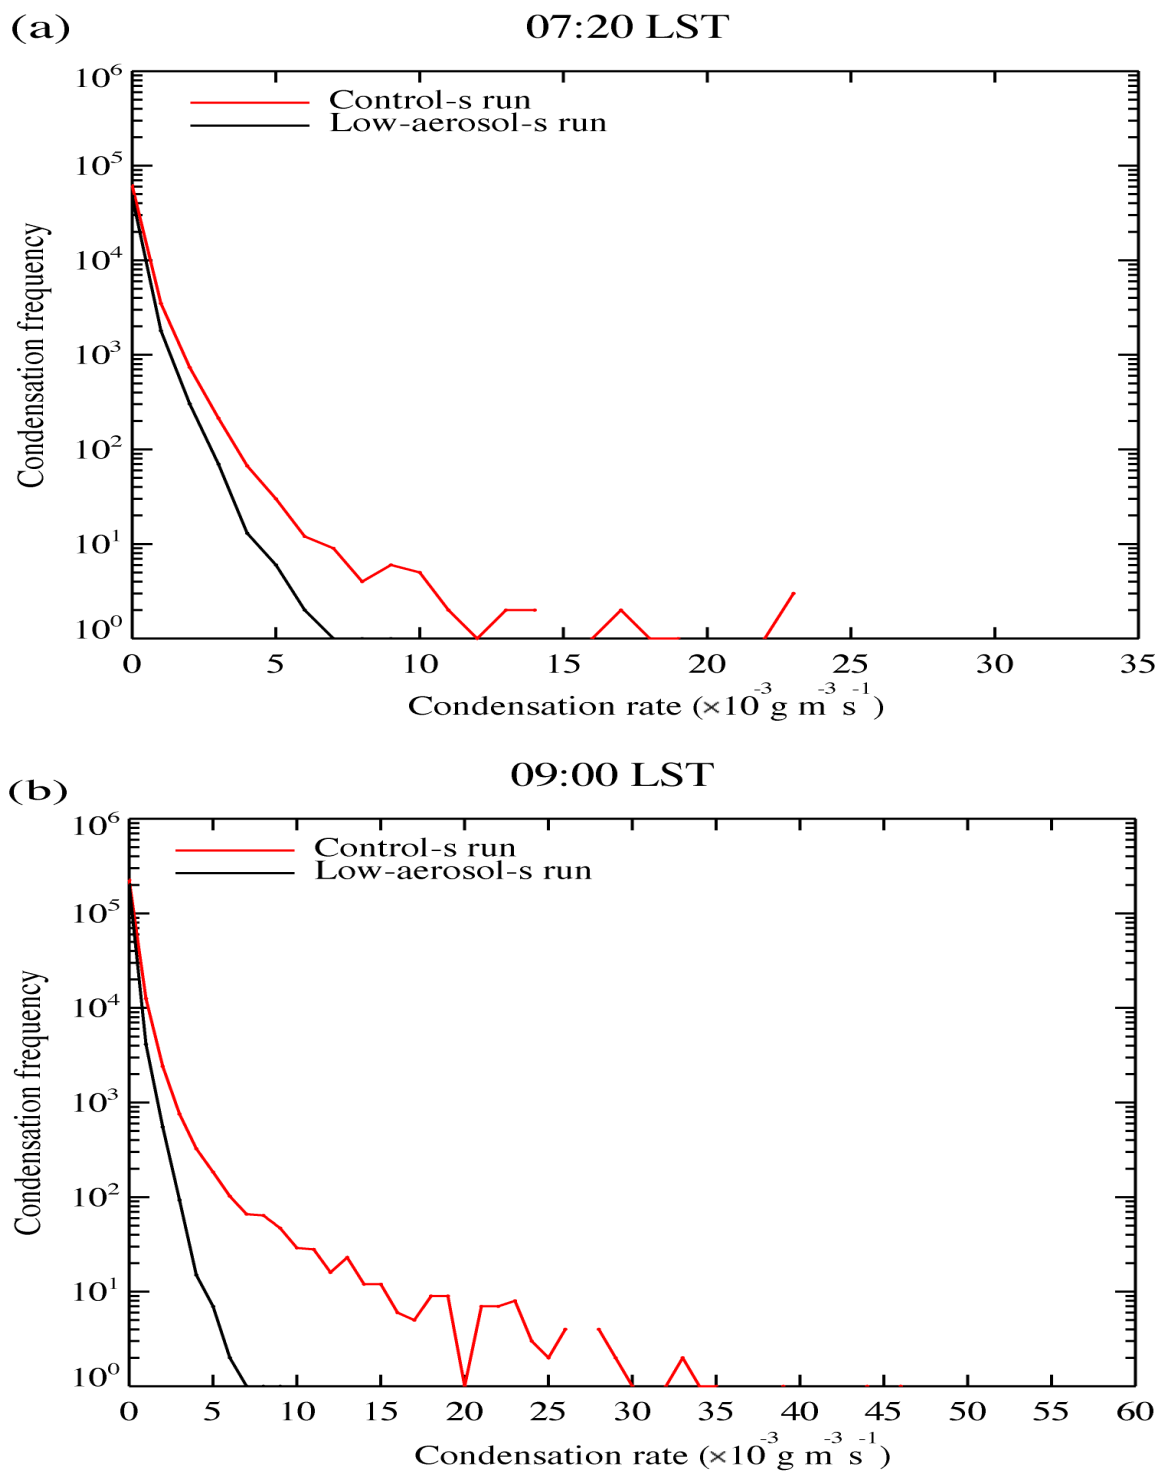 (a) 07:20 LST
Control-s run
Low-aerosol-s run
10⁶
10⁵
10⁴
10³
10²
10¹
10⁰
Condensation frequency
0 5 10 15 20 25 30 35
Condensation rate (×10⁻³g m⁻³s⁻¹)
(b) 09:00 LST
Control-s run
Low-aerosol-s run
10⁶
10⁵
10⁴
10³
10²
10¹
10⁰
Condensation frequency
0 5 10 15 20 25 30 35 40 45 50 55 60
Condensation rate (×10⁻³g m⁻³s⁻¹)